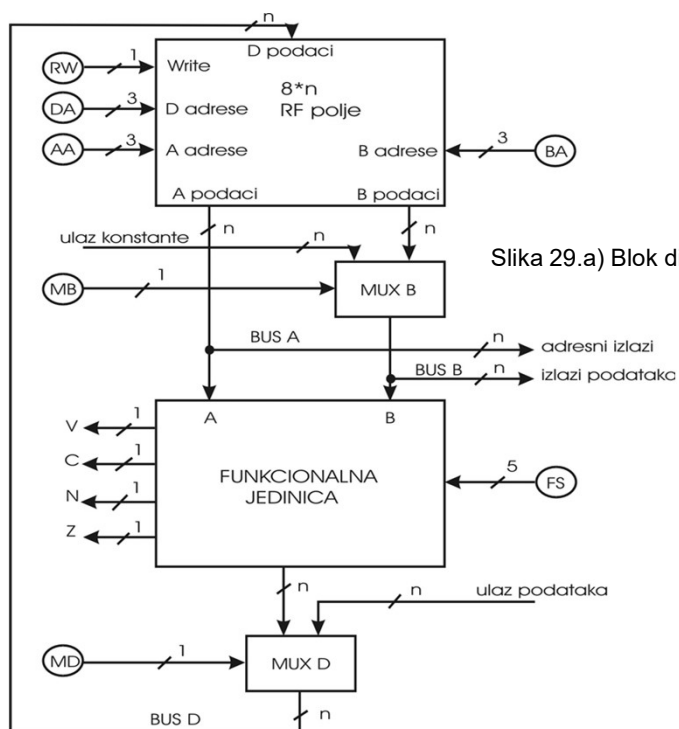 n
D podaci
RW 1 Write
8*n
DA 3 D adrese RF polje
AA 3 A adrese B adrese 3 BA
A podaci B podaci
n n
ulaz konstante n
Slika 29.a) Blok d
MB 1 MUX B
BUS A n adresni izlazi
BUS B n izlazi podataka
A B
V 1
C 1
FUNKCIONALNA 5 FS
N 1 JEDINICA
Z 1
n n ulaz podataka
MD 1 MUX D
BUS D n